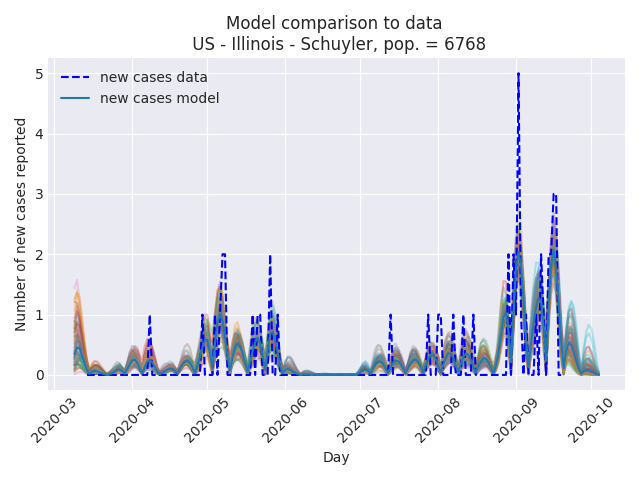 Model comparison to data
US - Illinois - Schuyler, pop. = 6768
new cases data
new cases model
Number of new cases reported
5
4
3
2
1
0
2020-03
2020-04
2020-05
2020-06
2020-07
2020-08
2020-09
2020-10
Day